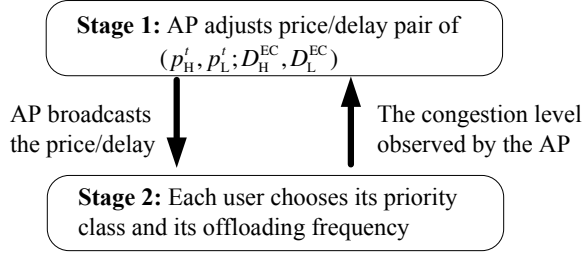 Stage 1: AP adjusts price/delay pair of
(p_H^t, p_L^t; D_H^EC, D_L^EC)
AP broadcasts
the price/delay
The congestion level
observed by the AP
Stage 2: Each user chooses its priority
class and its offloading frequency